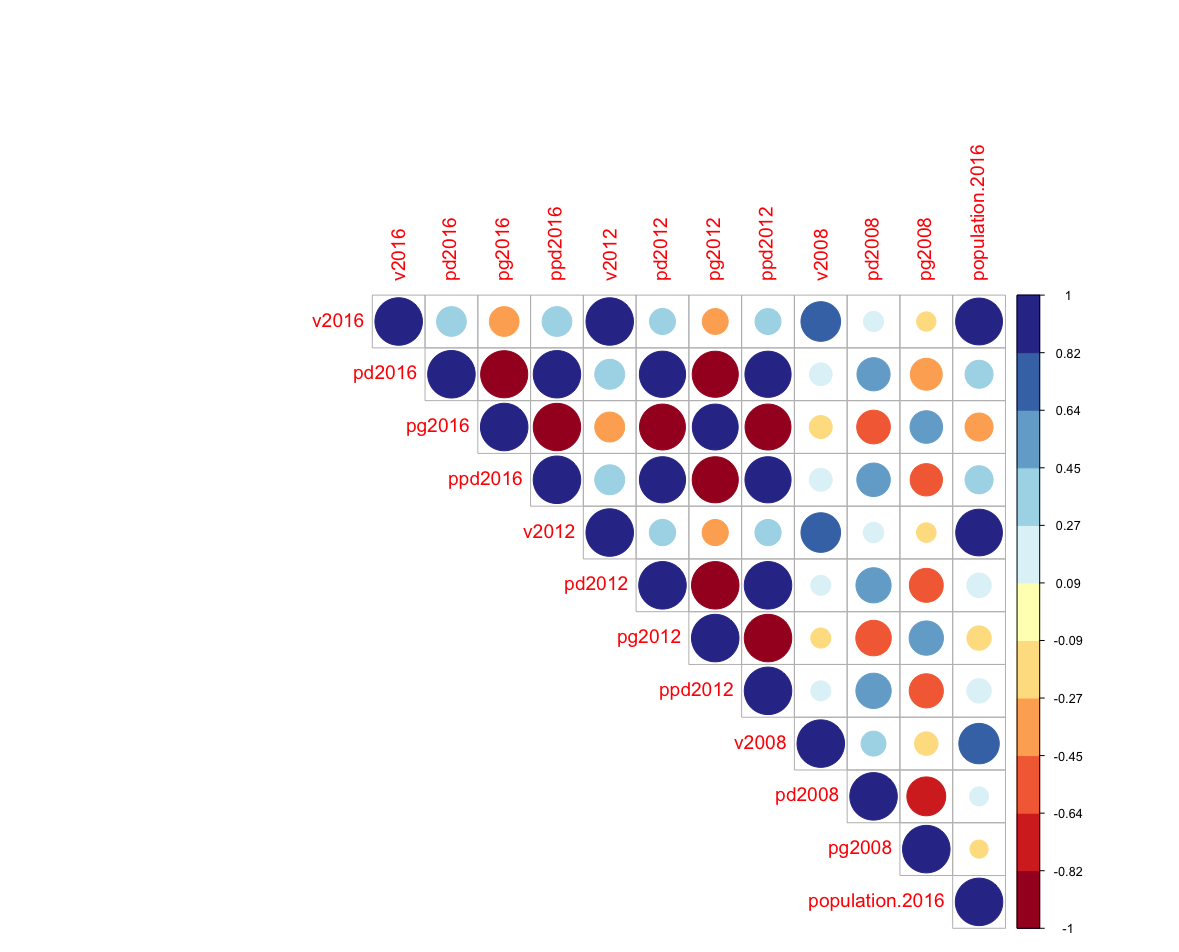 v2016
pd2016
pg2016
ppd2016
v2012
pd2012
pg2012
ppd2012
v2008
pd2008
pg2008
population.2016
v2016
pd2016
pg2016
ppd2016
v2012
pd2012
pg2012
ppd2012
v2008
pd2008
pg2008
population.2016
1
0.82
0.64
0.45
0.27
0.09
-0.09
-0.27
-0.45
-0.64
-0.82
-1